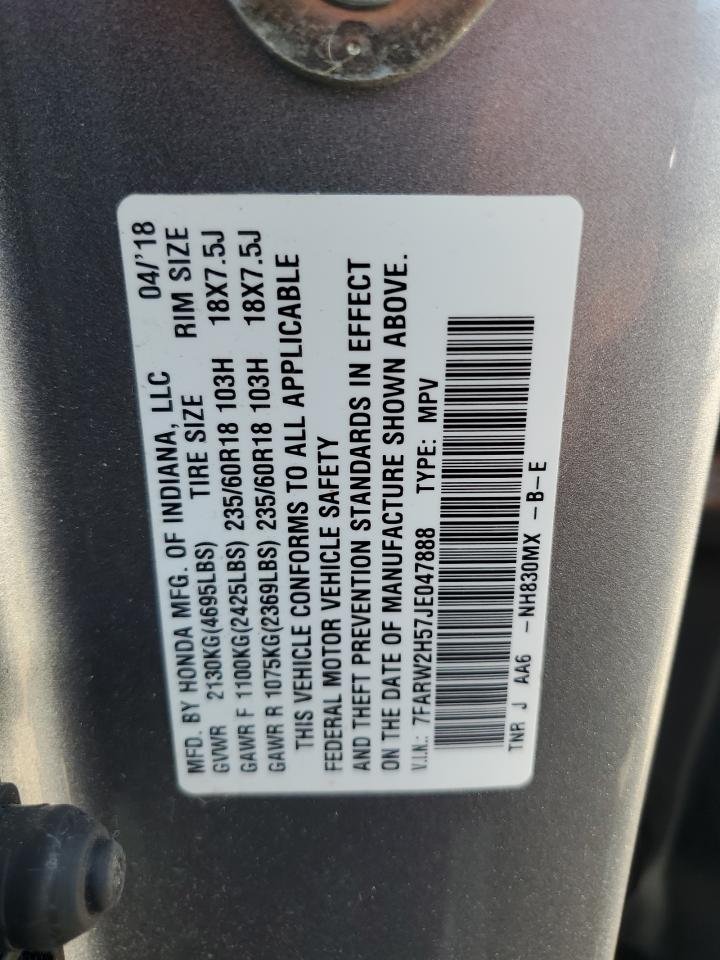 MFD. BY HONDA MFG. OF INDIANA, LLC 04/'18
GVWR 2130KG(4695LBS) TIRE SIZE RIM SIZE
GAWR F 1100KG(2425LBS) 235/60R18 103H 18X7.5J
GAWR R 1075KG(2369LBS) 235/60R18 103H 18X7.5J
THIS VEHICLE CONFORMS TO ALL APPLICABLE
FEDERAL MOTOR VEHICLE SAFETY
AND THEFT PREVENTION STANDARDS IN EFFECT
ON THE DATE OF MANUFACTURE SHOWN ABOVE.
V.I.N.: 7FARW2H57JE047888 TYPE: MPV
TNR J AA6 -NH830MX -B-E